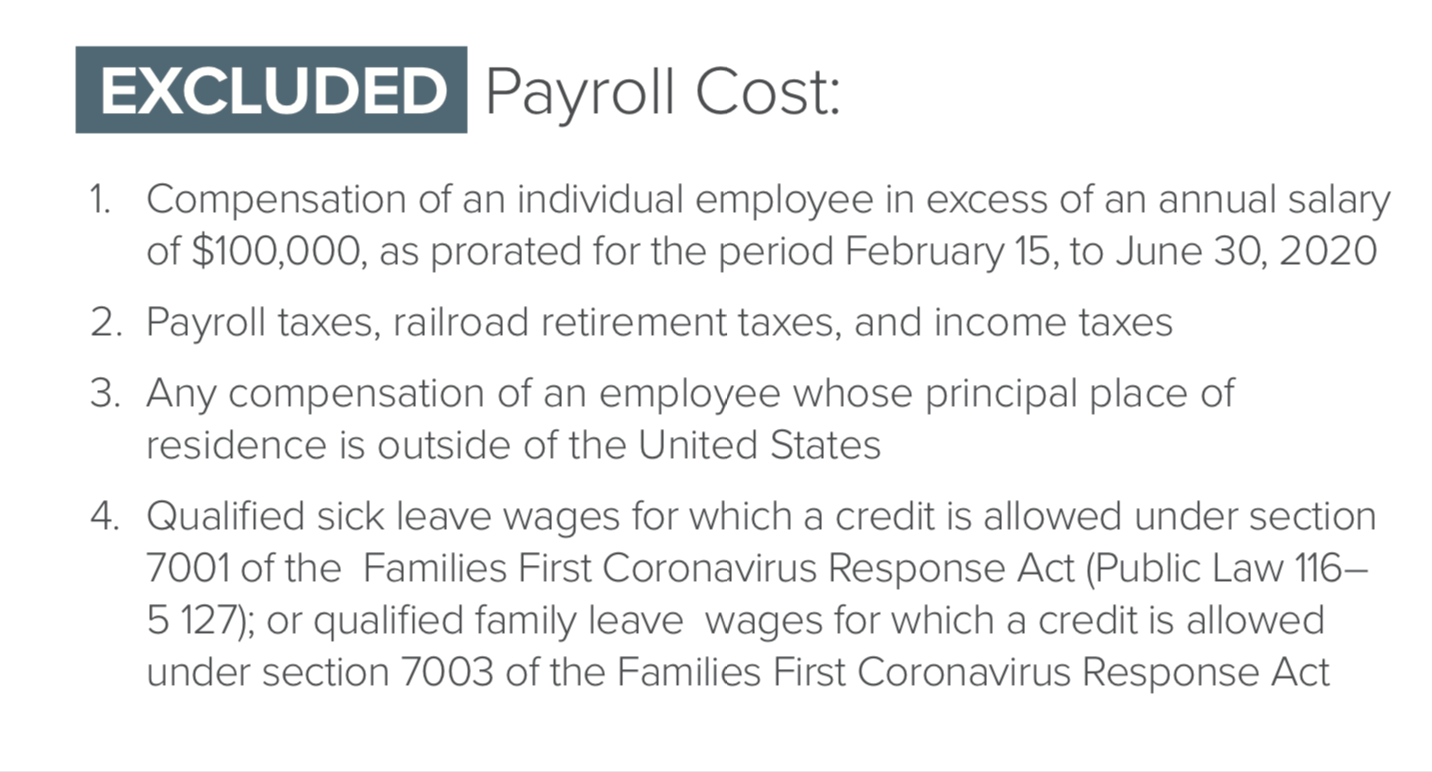 EXCLUDED Payroll Cost:
1. Compensation of an individual employee in excess of an annual salary
of $100,000, as prorated for the period February 15, to June 30, 2020
2. Payroll taxes, railroad retirement taxes, and income taxes
3. Any compensation of an employee whose principal place of
residence is outside of the United States
4. Qualified sick leave wages for which a credit is allowed under section
7001 of the  Families First Coronavirus Response Act (Public Law 116–
5 127); or qualified family leave  wages for which a credit is allowed
under section 7003 of the Families First Coronavirus Response Act